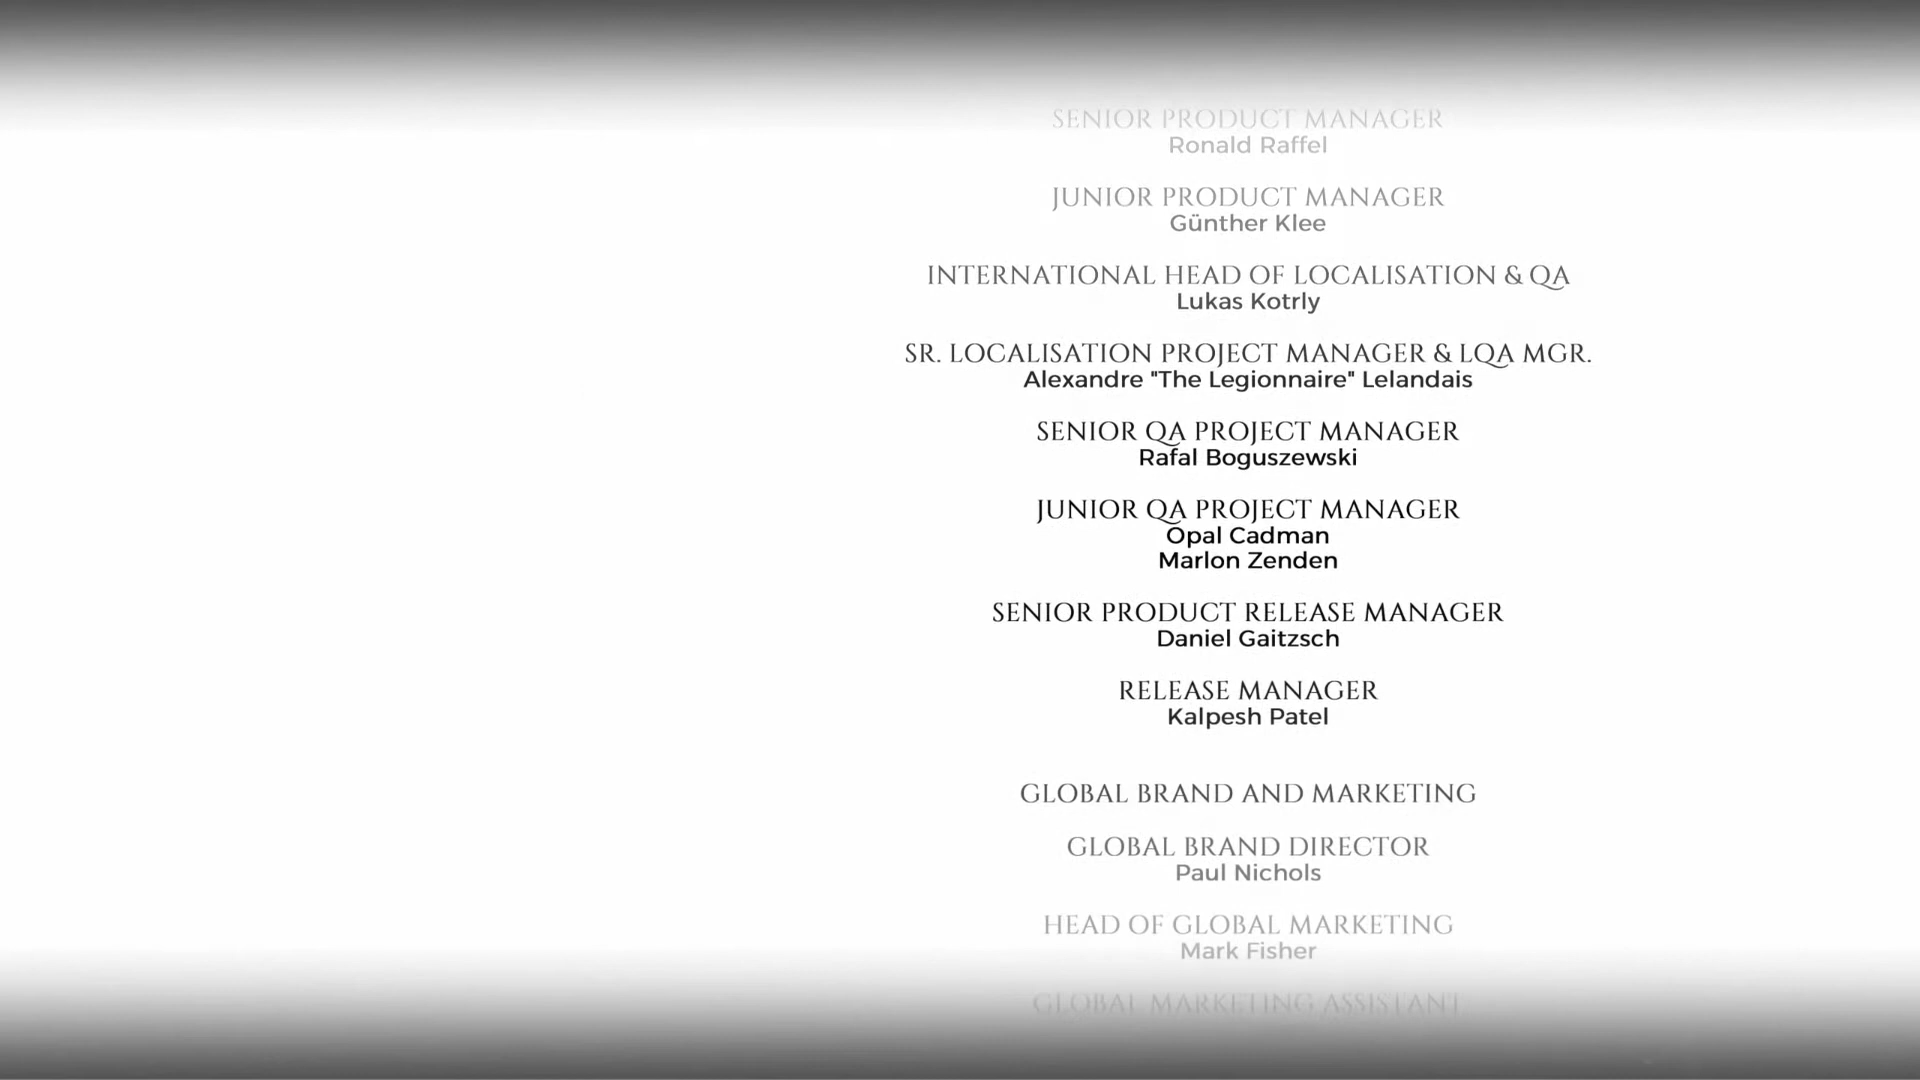 SENIOR PRODUCT MANAGER
Ronald Raffel
JUNIOR PRODUCT MANAGER
Günther Klee
INTERNATIONAL HEAD OF LOCALISATION & QA
Lukas Kotrly
SR. LOCALISATION PROJECT MANAGER & LQA MGR.
Alexandre "The Legionnaire" Lelandais
SENIOR QA PROJECT MANAGER
Rafal Boguszewski
JUNIOR QA PROJECT MANAGER
Opal Cadman
Marlon Zenden
SENIOR PRODUCT RELEASE MANAGER
Daniel Gaitzsch
RELEASE MANAGER
Kalpesh Patel
GLOBAL BRAND AND MARKETING
GLOBAL BRAND DIRECTOR
Paul Nichols
HEAD OF GLOBAL MARKETING
Mark Fisher
GLOBAL MARKETING ASSISTANT